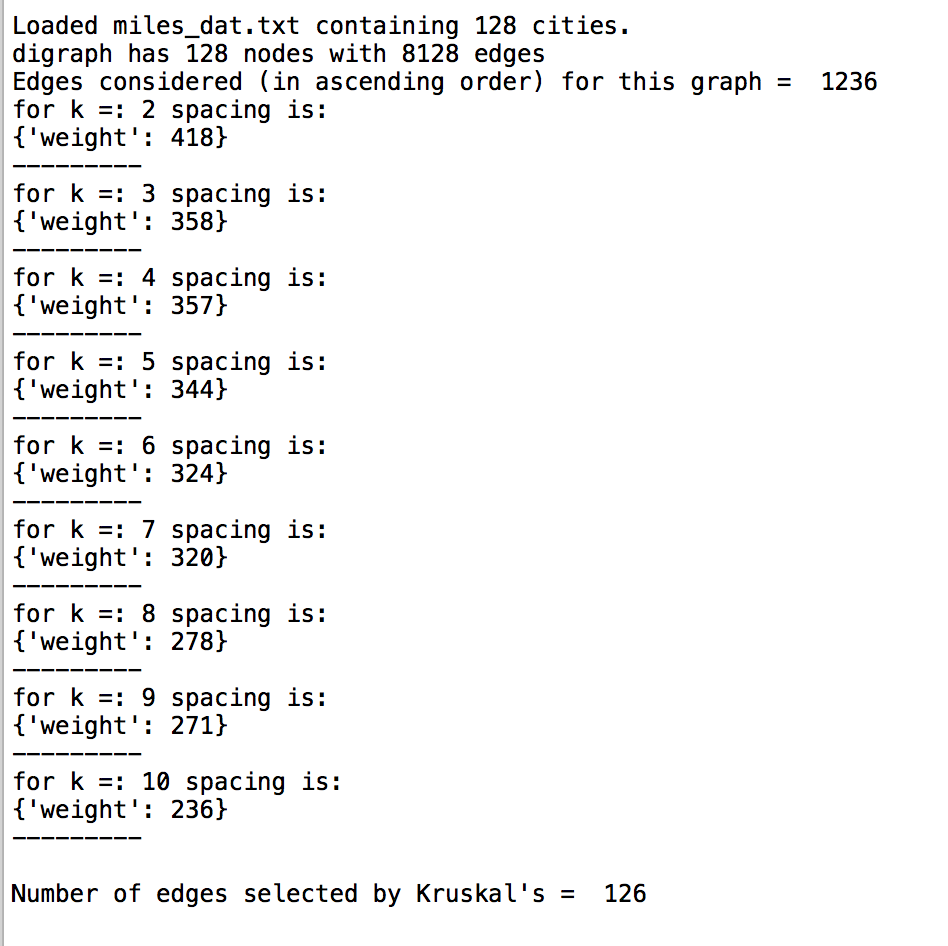 Loaded miles_dat.txt containing 128 cities.
digraph has 128 nodes with 8128 edges
Edges considered (in ascending order) for this graph =  1236
for k =: 2 spacing is:
{'weight': 418}
---------
for k =: 3 spacing is:
{'weight': 358}
---------
for k =: 4 spacing is:
{'weight': 357}
---------
for k =: 5 spacing is:
{'weight': 344}
---------
for k =: 6 spacing is:
{'weight': 324}
---------
for k =: 7 spacing is:
{'weight': 320}
---------
for k =: 8 spacing is:
{'weight': 278}
---------
for k =: 9 spacing is:
{'weight': 271}
---------
for k =: 10 spacing is:
{'weight': 236}
---------
Number of edges selected by Kruskal's =  126